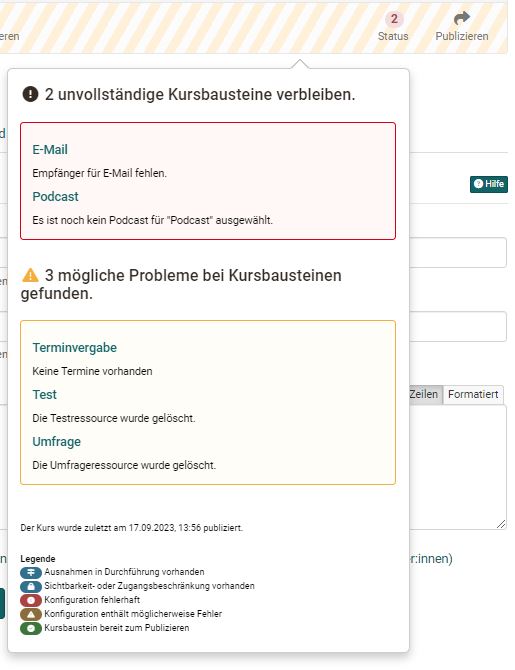 2
eren
Status
Publizieren
2 unvollständige Kursbausteine verbleiben.
E-Mail
Empfänger für E-Mail fehlen.
Podcast
Es ist noch kein Podcast für "Podcast" ausgewählt.
Hilfe
3 mögliche Probleme bei Kursbausteinen
gefunden.
Terminvergabe
Keine Termine vorhanden
Test
Die Testressource wurde gelöscht.
Umfrage
Die Umfrageressource wurde gelöscht.
Zeilen
Formatiert
Der Kurs wurde zuletzt am 17.09.2023, 13:56 publiziert.
r:innen)
Legende
Ausnahmen in Durchführung vorhanden
Sichtbarkeit- oder Zugangsbeschränkung vorhanden
Konfiguration fehlerhaft
Konfiguration enthält möglicherweise Fehler
Kursbaustein bereit zum Publizieren